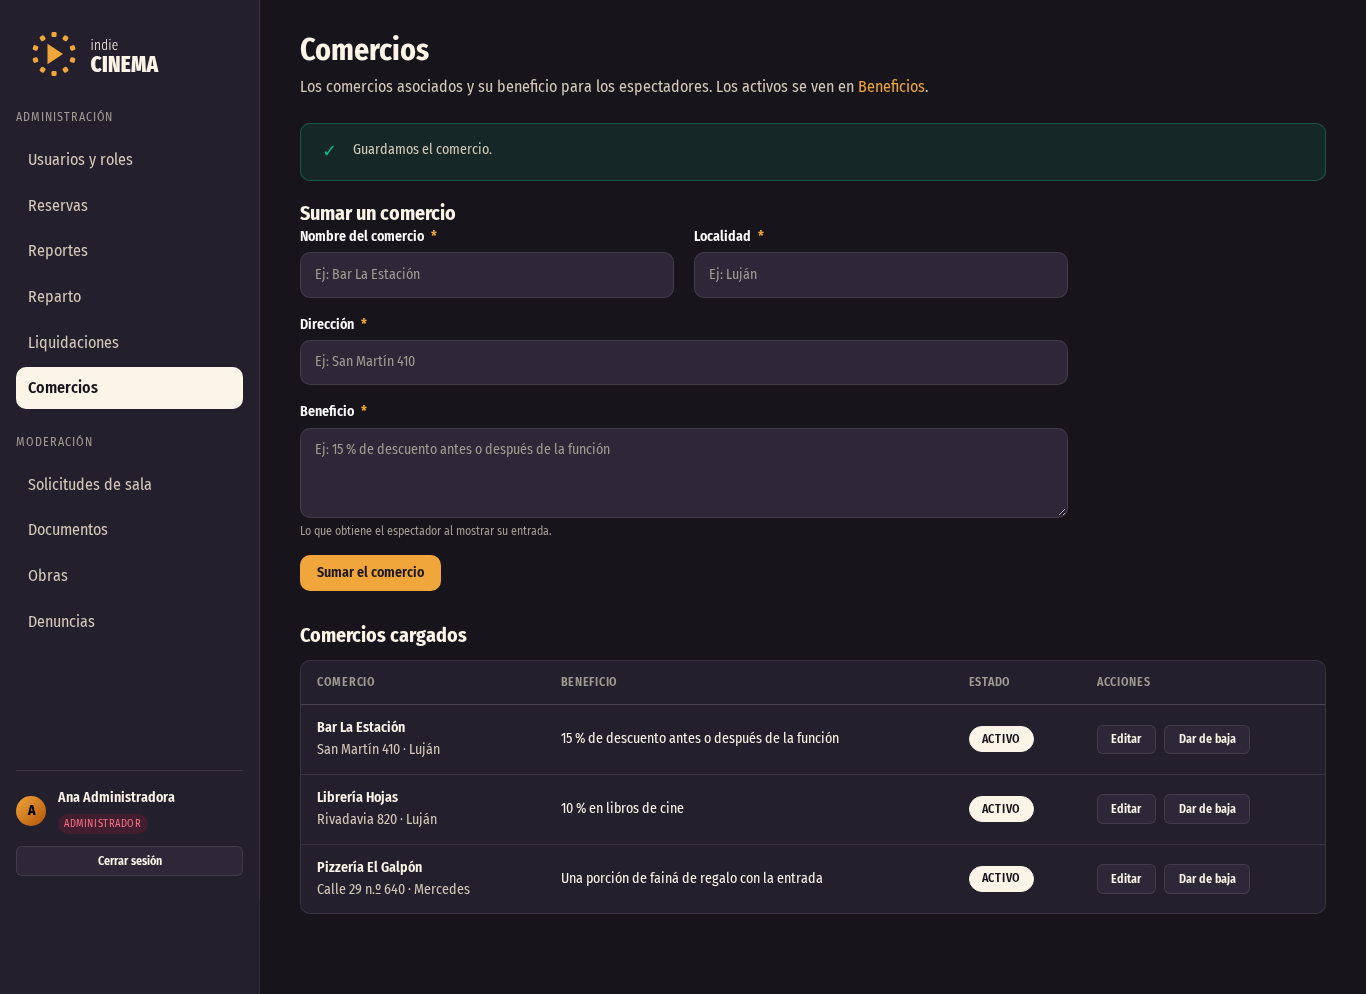 indie
CINEMA
ADMINISTRACIÓN
Usuarios y roles
Reservas
Reportes
Reparto
Liquidaciones
Comercios
MODERACIÓN
Solicitudes de sala
Documentos
Obras
Denuncias
A
Ana Administradora
ADMINISTRADOR
Cerrar sesión
Comercios
Los comercios asociados y su beneficio para los espectadores. Los activos se ven en Beneficios.
✓ Guardamos el comercio.
Sumar un comercio
Nombre del comercio * Localidad *
Ej: Bar La Estación Ej: Luján
Dirección *
Ej: San Martín 410
Beneficio *
Ej: 15 % de descuento antes o después de la función
Lo que obtiene el espectador al mostrar su entrada.
Sumar el comercio
Comercios cargados
COMERCIO BENEFICIO ESTADO ACCIONES
Bar La Estación
San Martín 410 · Luján
15 % de descuento antes o después de la función ACTIVO Editar Dar de baja
Librería Hojas
Rivadavia 820 · Luján
10 % en libros de cine ACTIVO Editar Dar de baja
Pizzería El Galpón
Calle 29 n.º 640 · Mercedes
Una porción de fainá de regalo con la entrada ACTIVO Editar Dar de baja